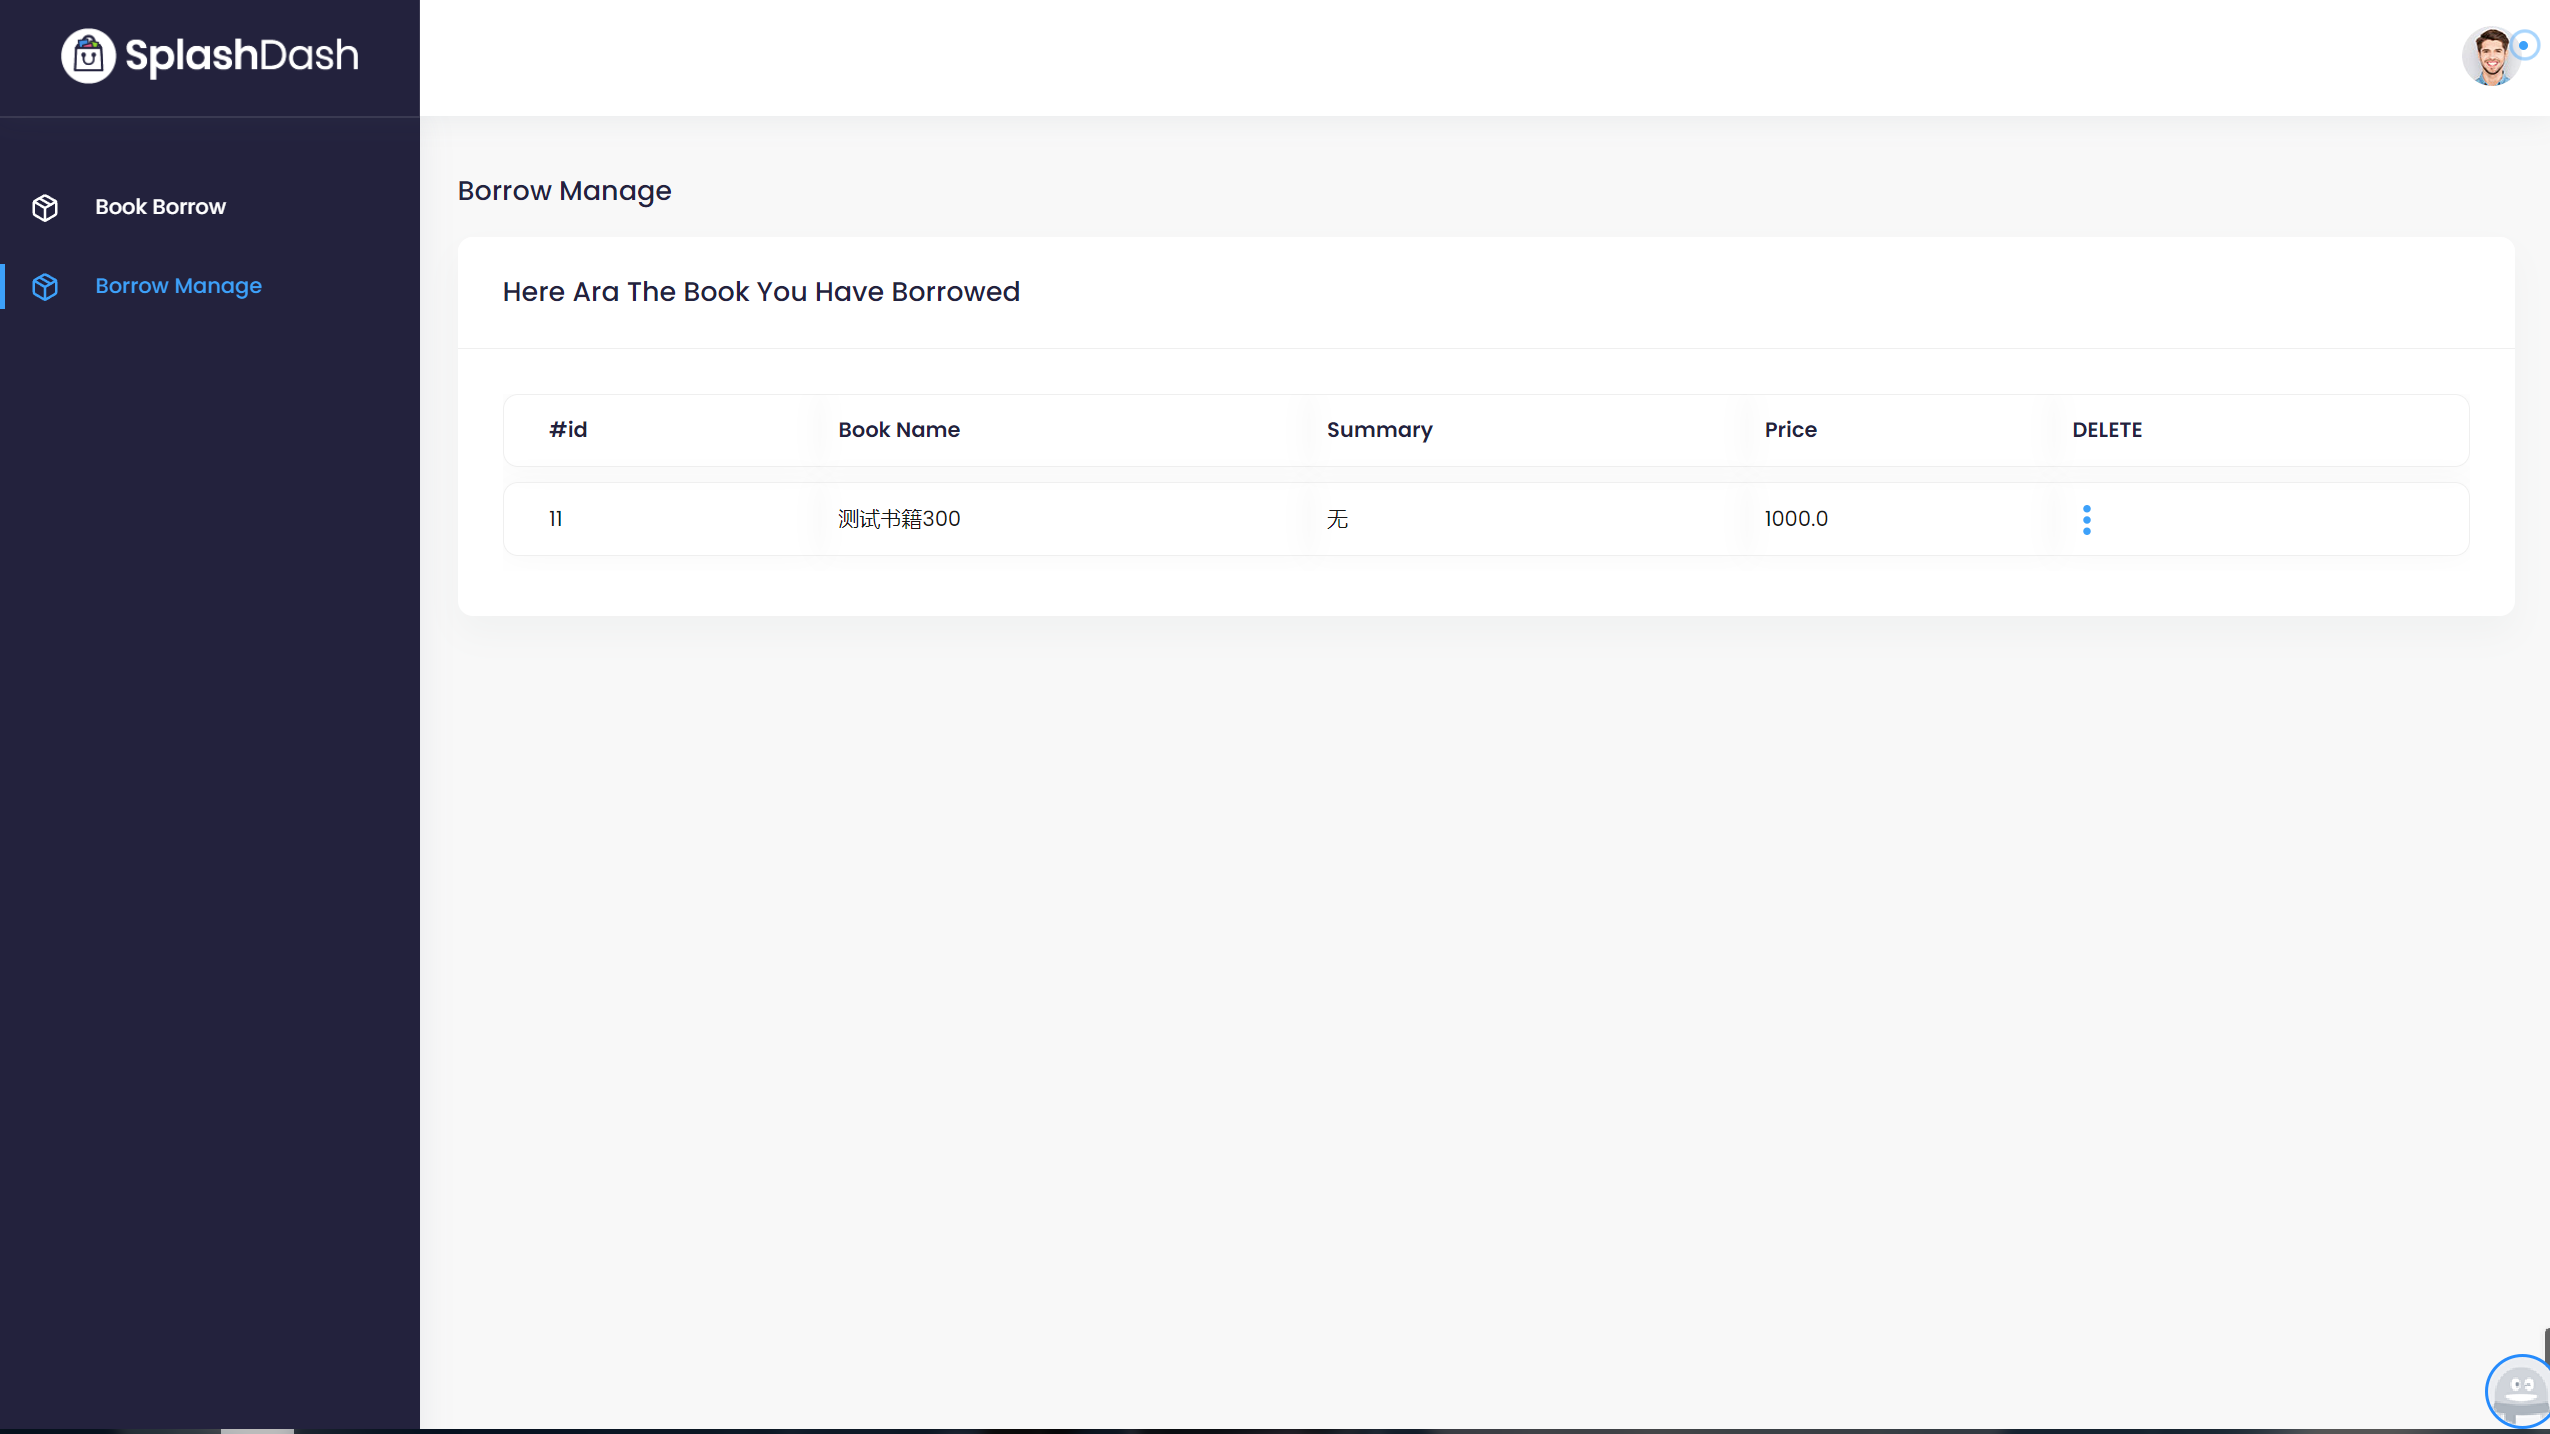 SplashDash
Book Borrow
Borrow Manage
Borrow Manage
Here Ara The Book You Have Borrowed
#id Book Name Summary Price DELETE
11 测试书籍300 无 1000.0